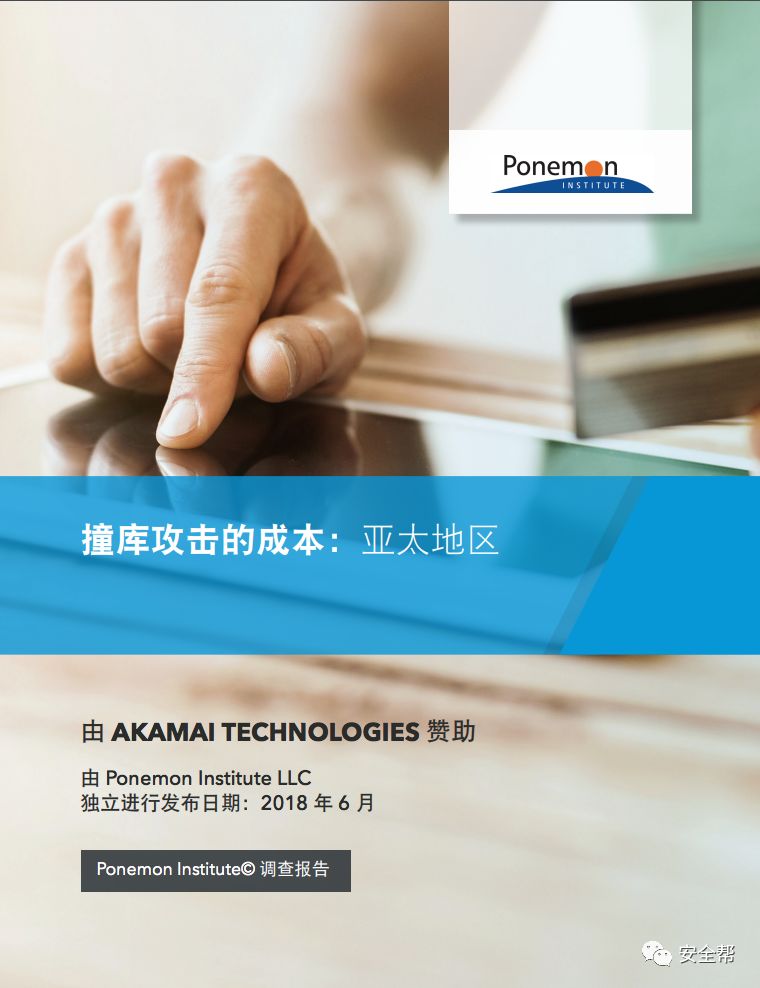 Ponemon
INSTITUTE
撞库攻击的成本：亚太地区
由 AKAMAI TECHNOLOGIES 赞助
由 Ponemon Institute LLC
独立进行发布日期：2018 年 6 月
Ponemon Institute© 调查报告
安全帮